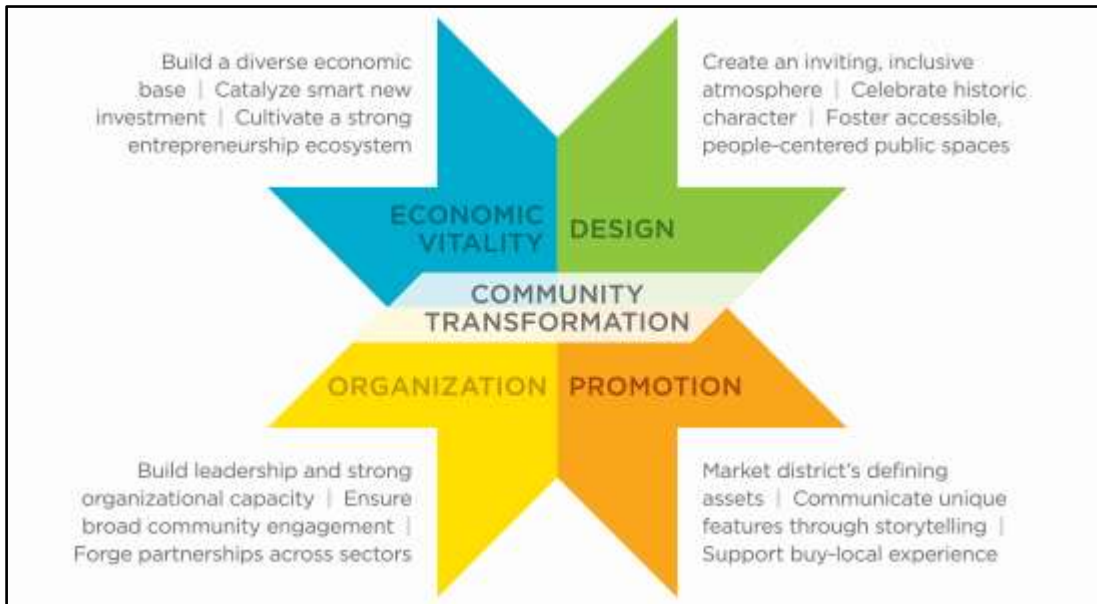 Build a diverse economic
base | Catalyze smart new
investment | Cultivate a strong
entrepreneurship ecosystem
Create an inviting, inclusive
atmosphere | Celebrate historic
character | Foster accessible,
people-centered public spaces
ECONOMIC
VITALITY
DESIGN
COMMUNITY
TRANSFORMATION
ORGANIZATION
PROMOTION
Build leadership and strong
organizational capacity | Ensure
broad community engagement |
Forge partnerships across sectors
Market district's defining
assets | Communicate unique
features through storytelling |
Support buy-local experience